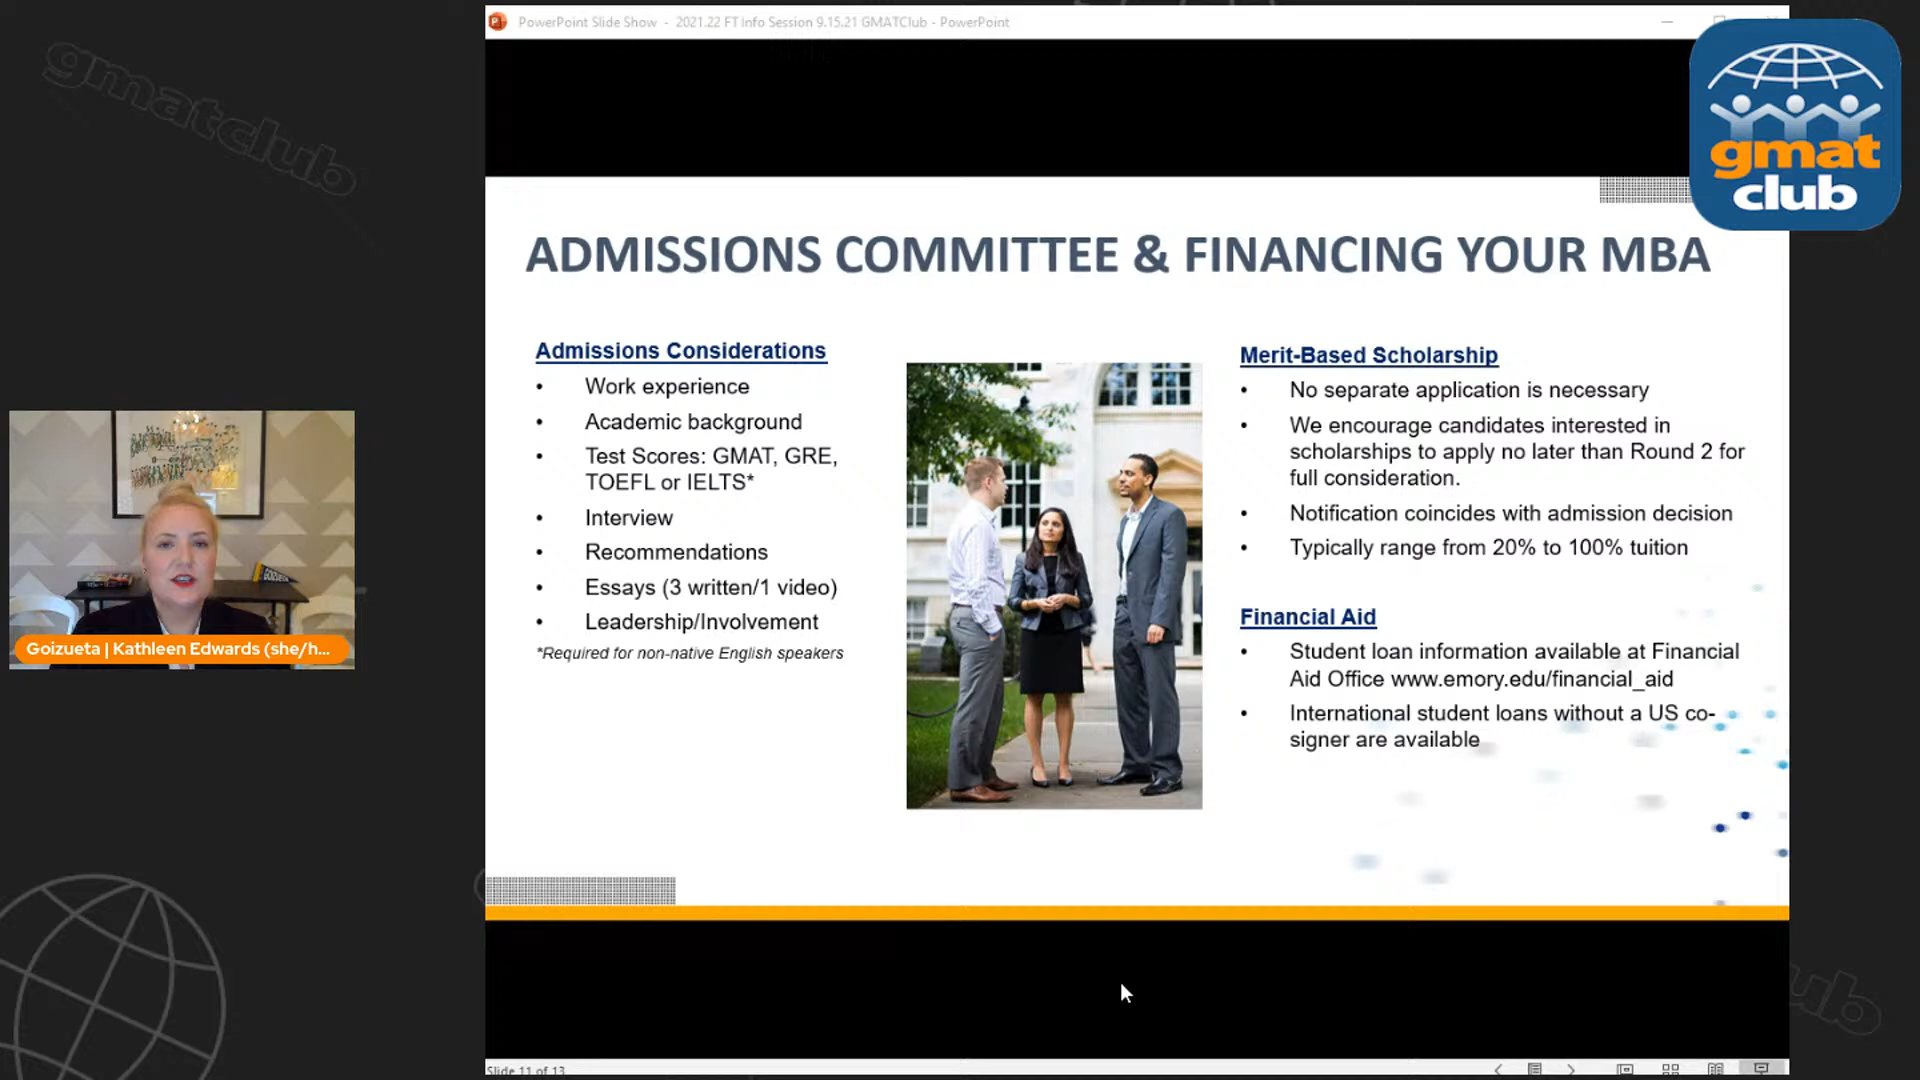 PowerPoint Slide Show - 2021.22 FT Info Session 9.15.21 GMATClub - PowerPoint
gmatclub
gmat
club
ADMISSIONS COMMITTEE & FINANCING YOUR MBA
Admissions Considerations
• Work experience
• Academic background
• Test Scores: GMAT, GRE,
TOEFL or IELTS*
• Interview
• Recommendations
• Essays (3 written/1 video)
• Leadership/Involvement
*Required for non-native English speakers
Merit-Based Scholarship
• No separate application is necessary
• We encourage candidates interested in
scholarships to apply no later than Round 2 for
full consideration.
• Notification coincides with admission decision
• Typically range from 20% to 100% tuition
Financial Aid
• Student loan information available at Financial
Aid Office www.emory.edu/financial_aid
• International student loans without a US co-
signer are available
Goizueta | Kathleen Edwards (she/h...
Slide 11 of 13